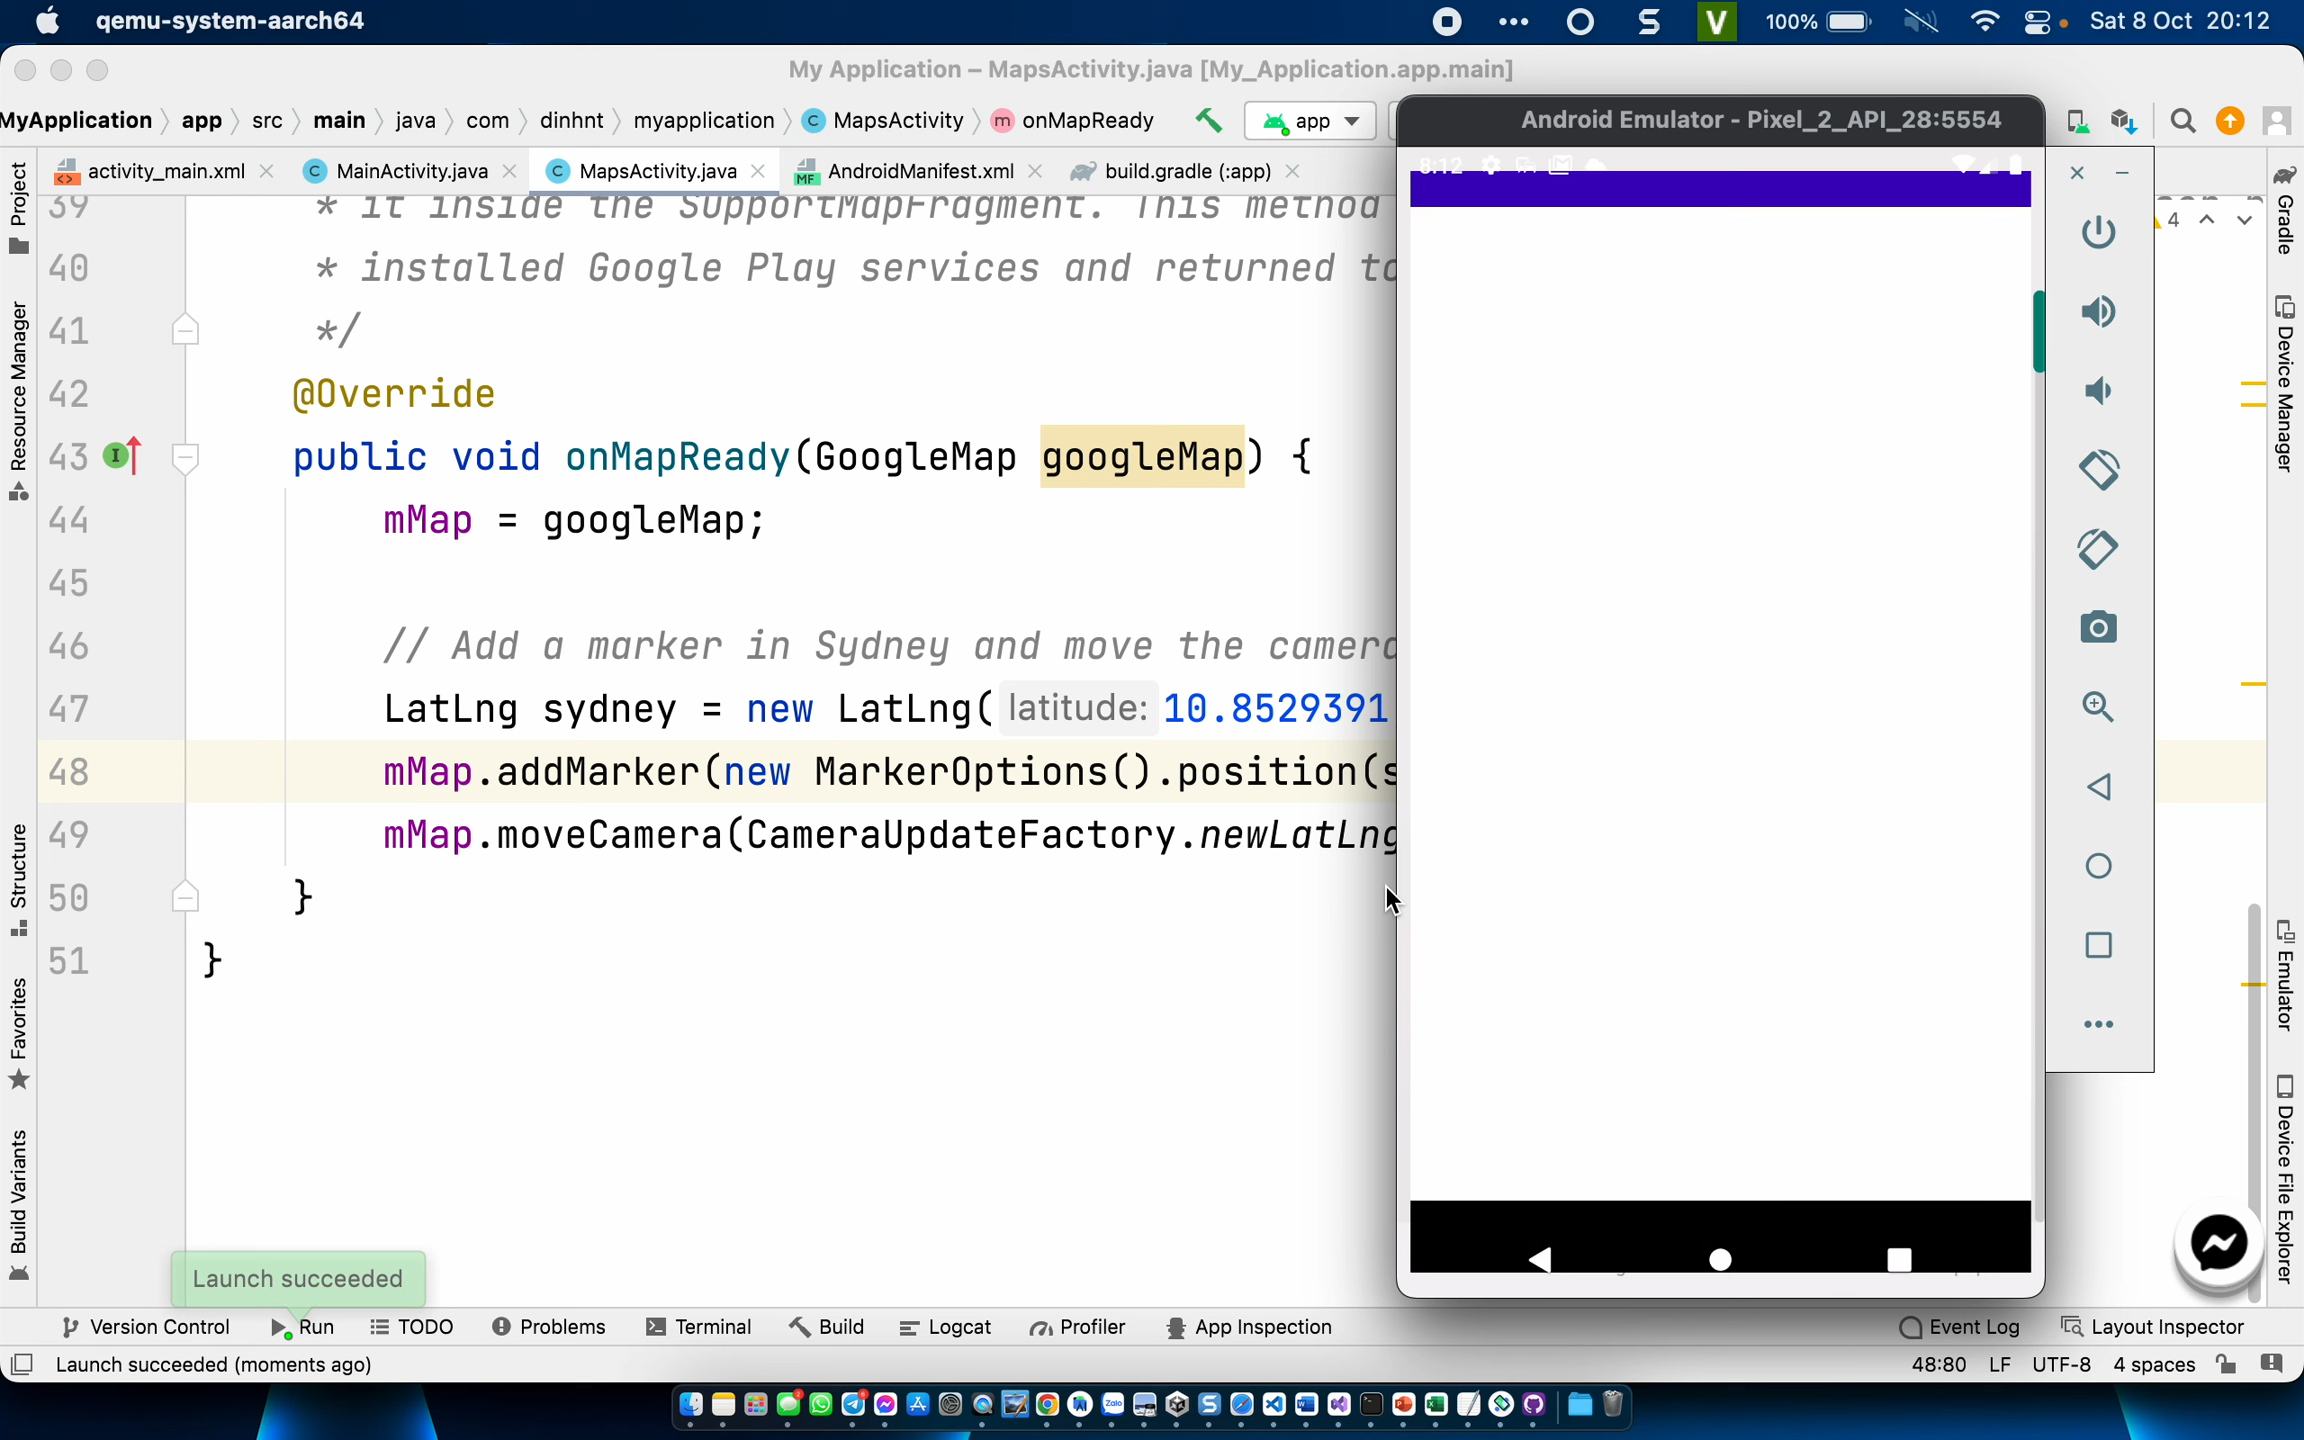 qemu-system-aarch64
100%
Sat 8 Oct 20:12
My Application – MapsActivity.java [My_Application.app.main]
MyApplication
app
src
main
java
com
dinhnt
myapplication
C MapsActivity
m onMapReady
app
Android Emulator - Pixel_2_API_28:5554
activity_main.xml
C MainActivity.java
C MapsActivity.java
MF AndroidManifest.xml
build.gradle (:app)
8:12
4
39 * it inside the SupportMapFragment. This method
40 * installed Google Play services and returned to
41 */
42 @Override
43 public void onMapReady(GoogleMap googleMap) {
44 mMap = googleMap;
45
46 // Add a marker in Sydney and move the camera
47 LatLng sydney = new LatLng( latitude: 10.8529391
48 mMap.addMarker(new MarkerOptions().position(s
49 mMap.moveCamera(CameraUpdateFactory.newLatLng
50 }
51 }
Project
Resource Manager
Structure
Favorites
Build Variants
Gradle
Device Manager
Emulator
Device File Explorer
Launch succeeded
Version Control
Run
TODO
Problems
Terminal
Build
Logcat
Profiler
App Inspection
Event Log
Layout Inspector
Launch succeeded (moments ago)
48:80
LF
UTF-8
4 spaces
Zalo